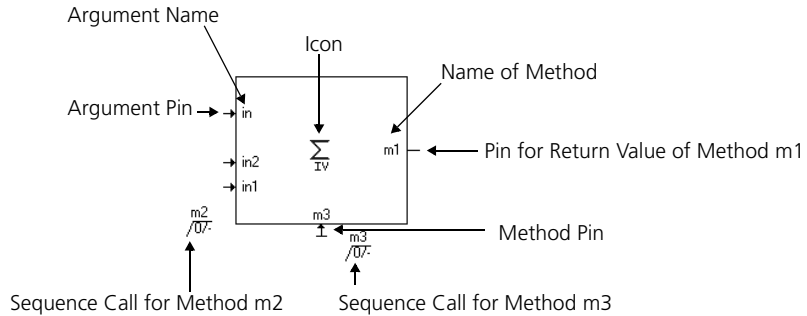 Argument Name
Icon
Name of Method
Argument Pin
in
Σ
IV
m1
Pin for Return Value of Method m1
in2
in1
m2
/0/-
m3
m3
/0/-
Method Pin
Sequence Call for Method m2
Sequence Call for Method m3